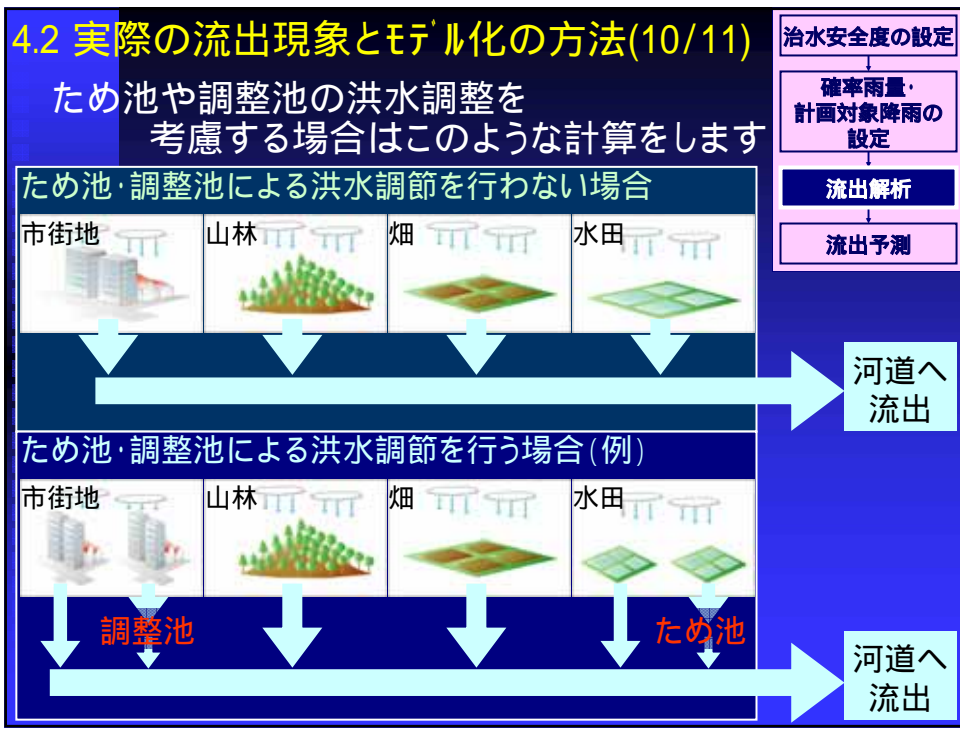 4.2 実際の流出現象とﾓﾃﾞﾙ化の方法(10/11)
ため池や調整池の洪水調整を
考慮する場合はこのような計算をします
治水安全度の設定
確率雨量・
計画対象降雨の
設定
流出解析
流出予測
ため池・調整池による洪水調節を行わない場合
市街地
山林
畑
水田
河道へ
流出
ため池・調整池による洪水調節を行う場合(例)
市街地
山林
畑
水田
調整池
ため池
河道へ
流出